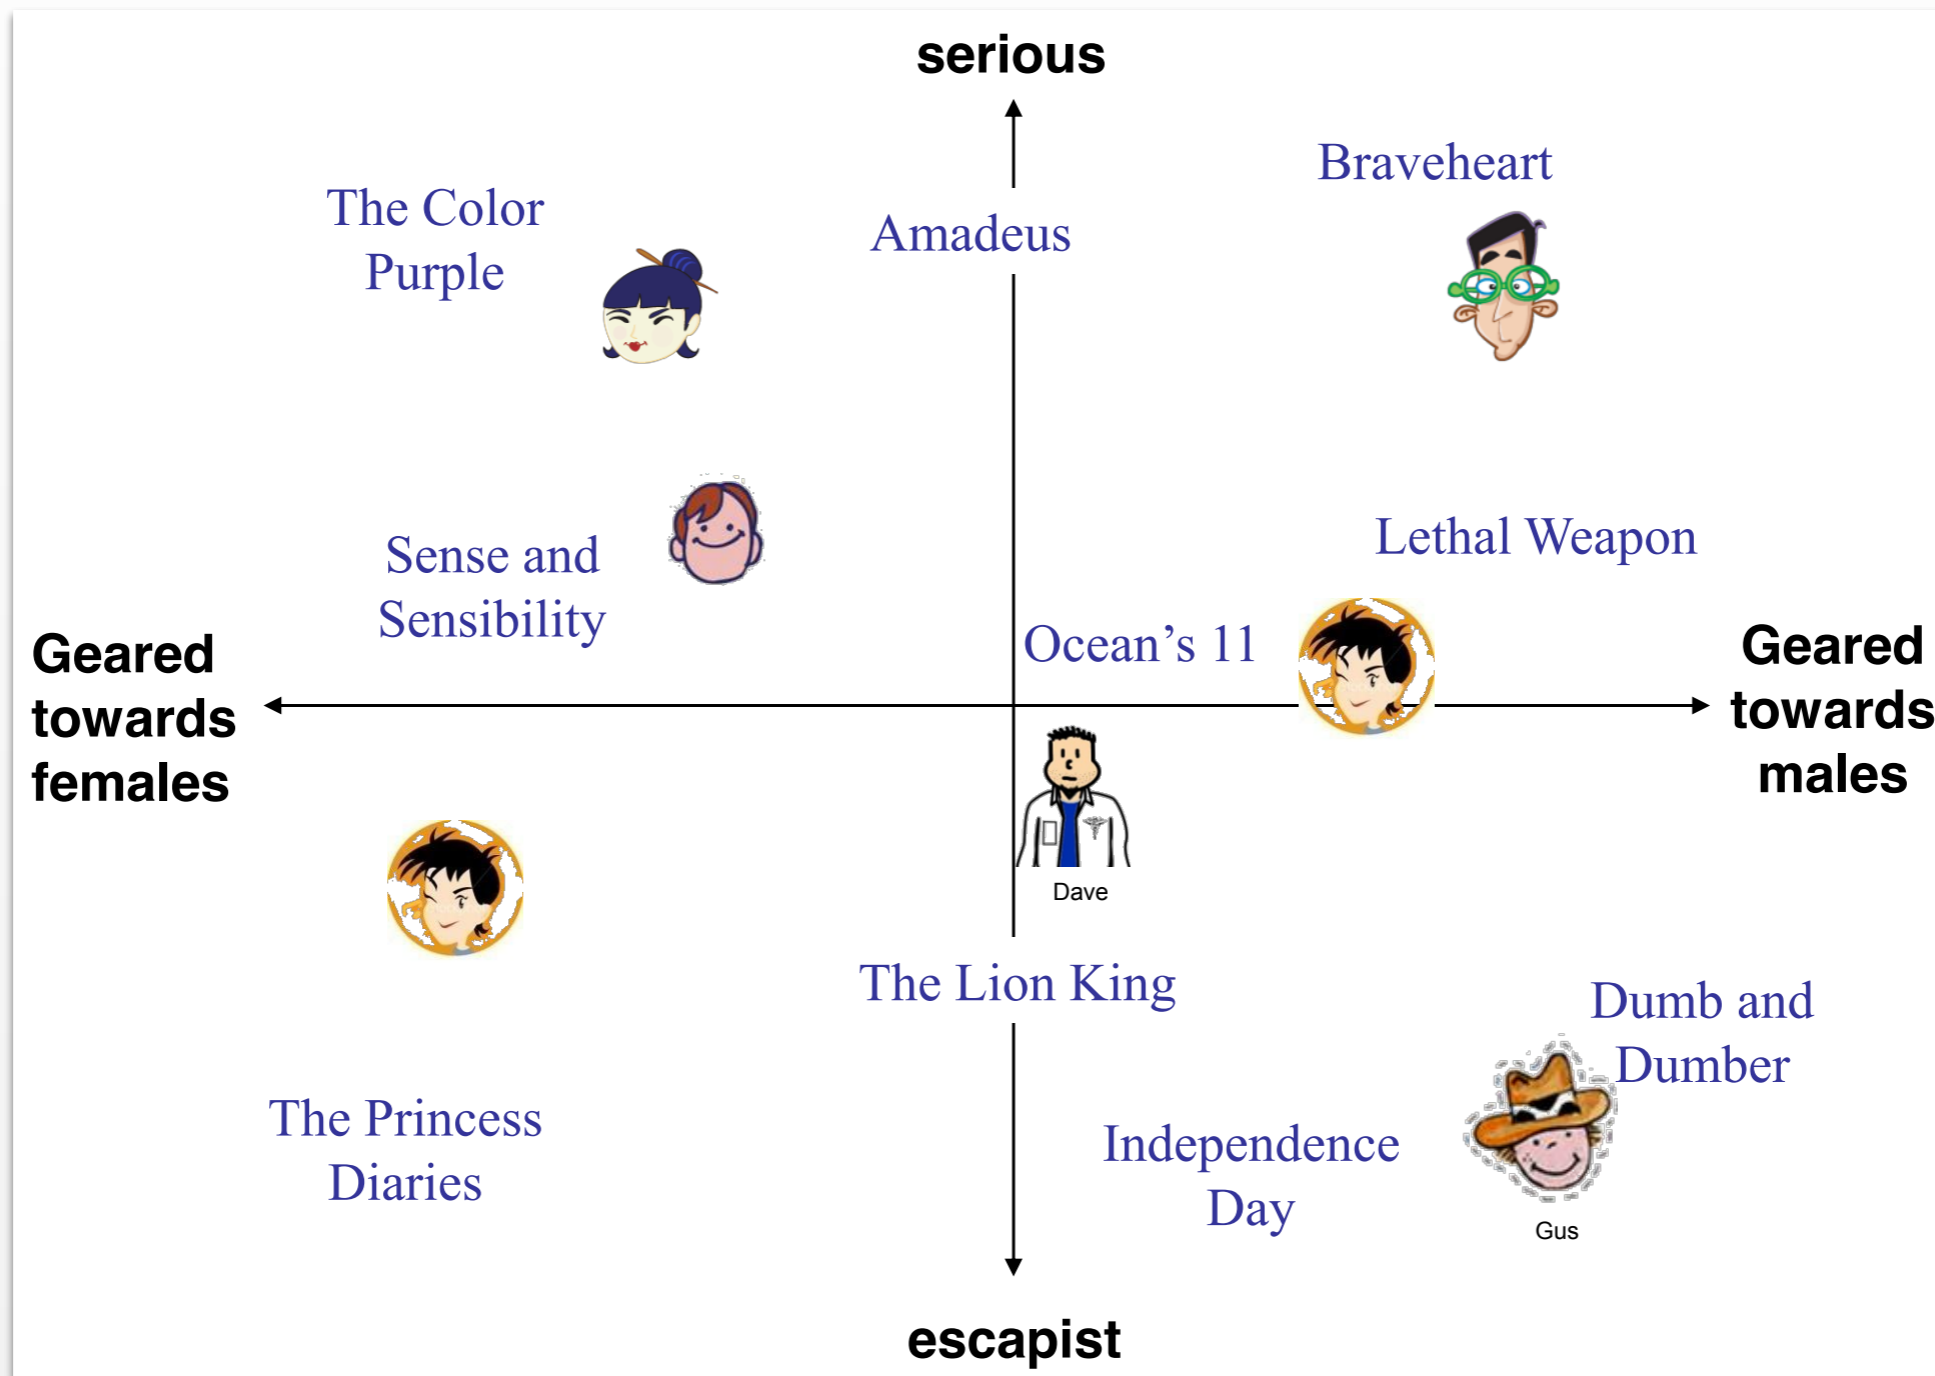 serious
Braveheart
The Color
Purple
Amadeus
Lethal Weapon
Sense and
Sensibility
Ocean’s 11
Geared
towards
females
Geared
towards
males
Dave
The Lion King
Dumb and
Dumber
The Princess
Diaries
Independence
Day
Gus
escapist